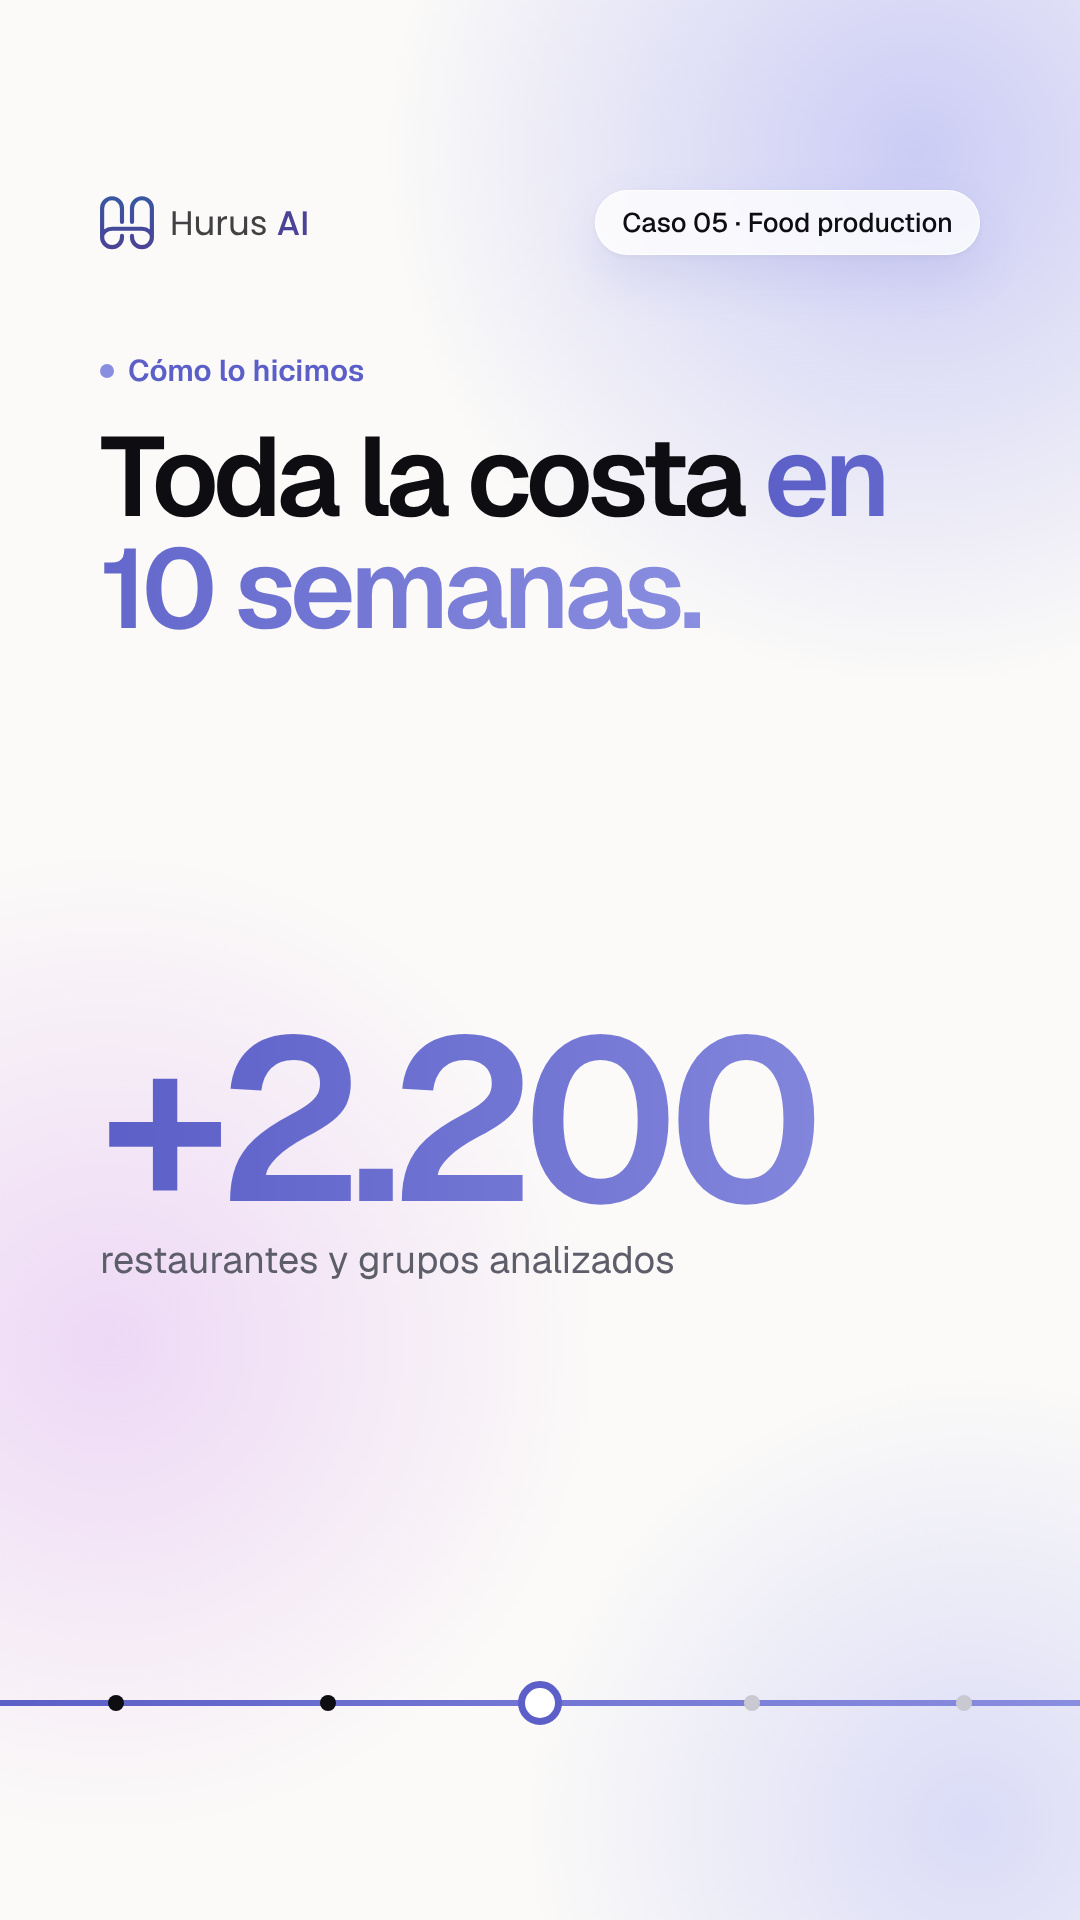 Hurus AI
Caso 05 · Food production
Cómo lo hicimos
Toda la costa en
10 semanas.
+2.200
restaurantes y grupos analizados